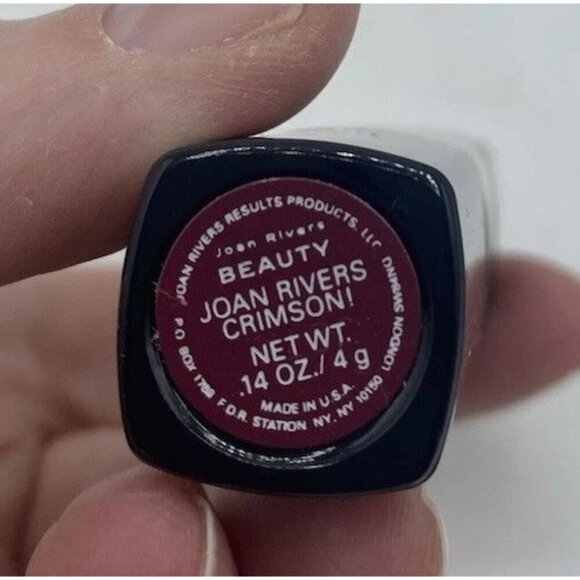 JOAN RIVERS RESULTS PRODUCTS, LLC
Joan Rivers
BEAUTY
JOAN RIVERS
CRIMSON!
NET WT.
.14 OZ./4 g
MADE IN U.S.A.
P.O BOX F.D.R. STATION NY, NY 10150 LONDON